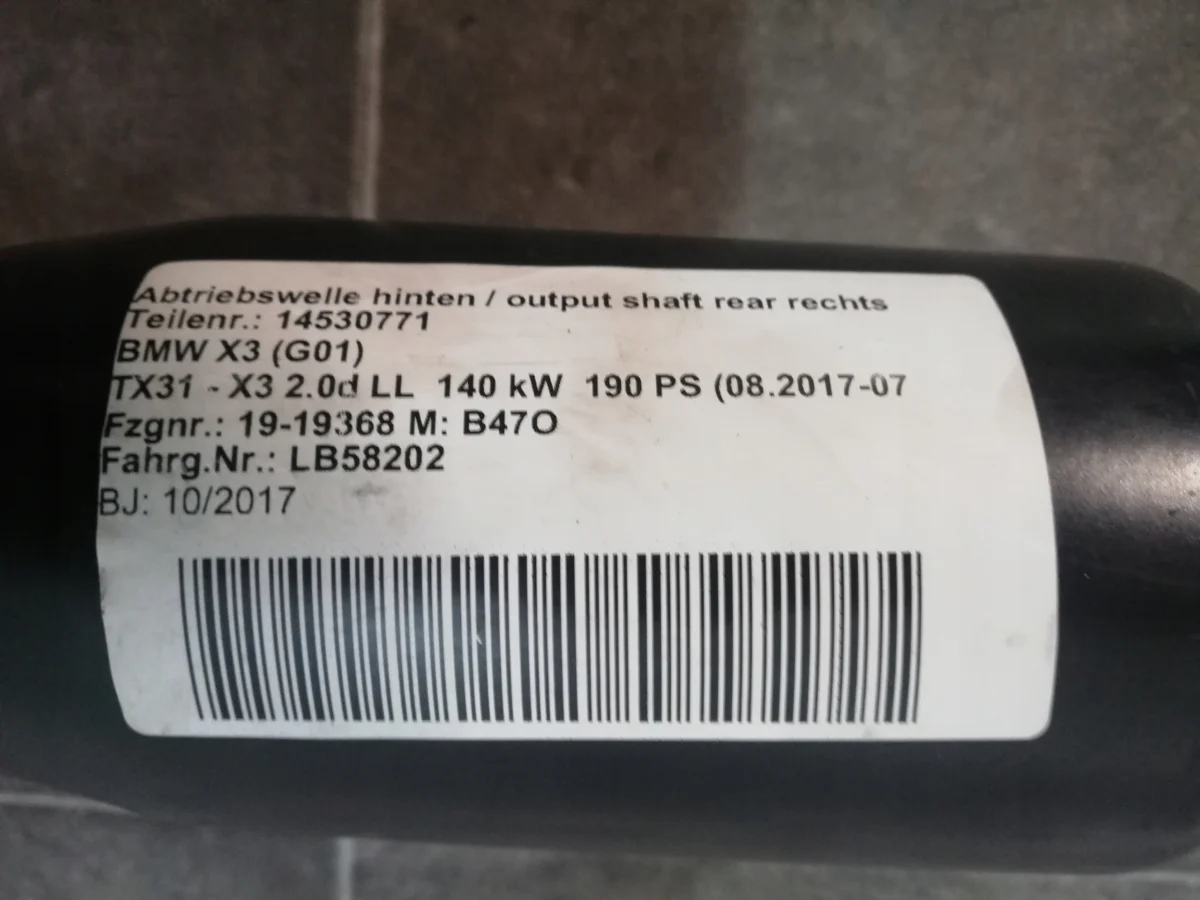 Abtriebswelle hinten / output shaft rear rechts
Teilenr.: 14530771
BMW X3 (G01)
TX31 - X3 2.0d LL 140 kW 190 PS (08.2017-07
Fzgnr.: 19-19368 M: B47O
Fahrg.Nr.: LB58202
BJ: 10/2017